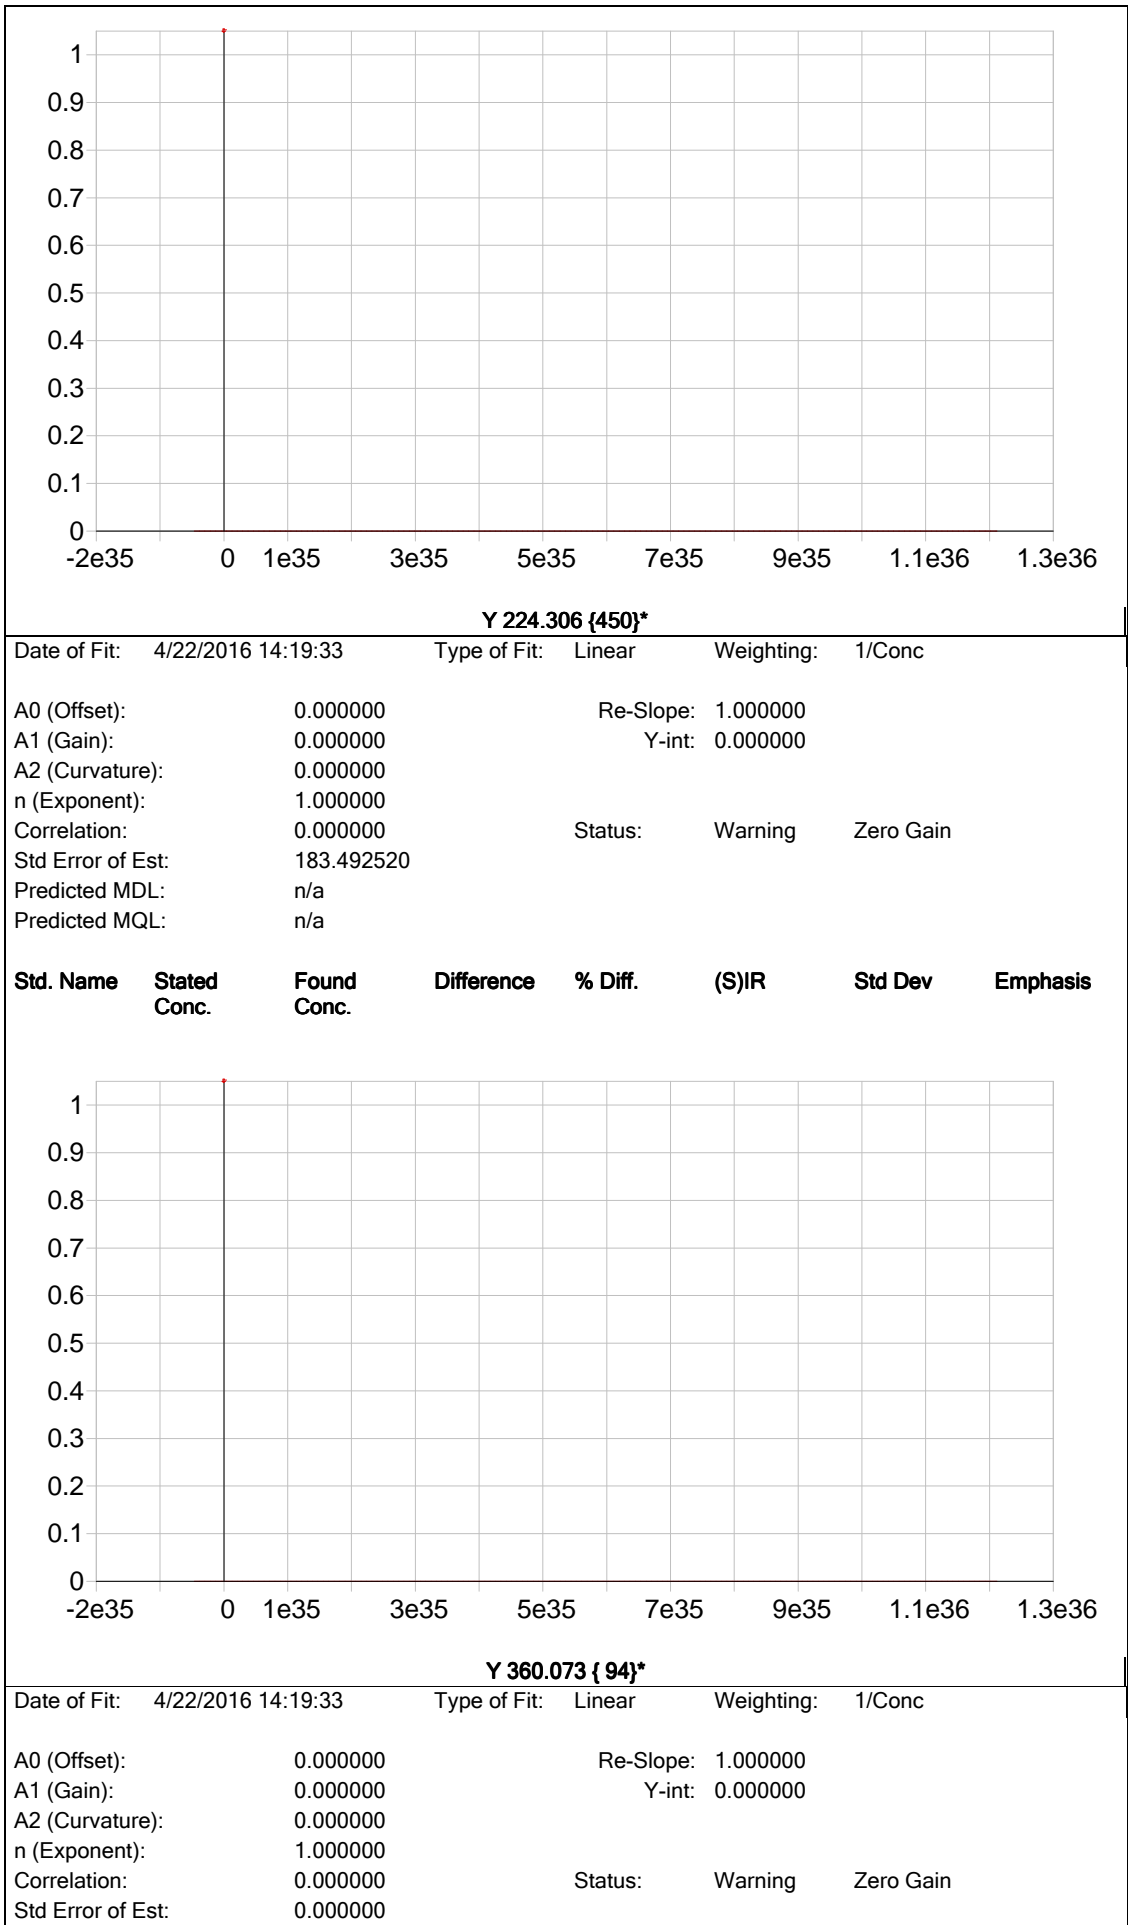 1
0.9
0.8
0.7
0.6
0.5
0.4
0.3
0.2
0.1
0
-2e35 0 1e35 3e35 5e35 7e35 9e35 1.1e36 1.3e36
Y 224.306 {450}*
Date of Fit: 4/22/2016 14:19:33 Type of Fit: Linear Weighting: 1/Conc
A0 (Offset): 0.000000 Re-Slope: 1.000000
A1 (Gain): 0.000000 Y-int: 0.000000
A2 (Curvature): 0.000000
n (Exponent): 1.000000
Correlation: 0.000000 Status: Warning Zero Gain
Std Error of Est: 183.492520
Predicted MDL: n/a
Predicted MQL: n/a
Std. Name Stated Found Difference % Diff. (S)IR Std Dev Emphasis
Conc. Conc.
1
0.9
0.8
0.7
0.6
0.5
0.4
0.3
0.2
0.1
0
-2e35 0 1e35 3e35 5e35 7e35 9e35 1.1e36 1.3e36
Y 360.073 { 94}*
Date of Fit: 4/22/2016 14:19:33 Type of Fit: Linear Weighting: 1/Conc
A0 (Offset): 0.000000 Re-Slope: 1.000000
A1 (Gain): 0.000000 Y-int: 0.000000
A2 (Curvature): 0.000000
n (Exponent): 1.000000
Correlation: 0.000000 Status: Warning Zero Gain
Std Error of Est: 0.000000